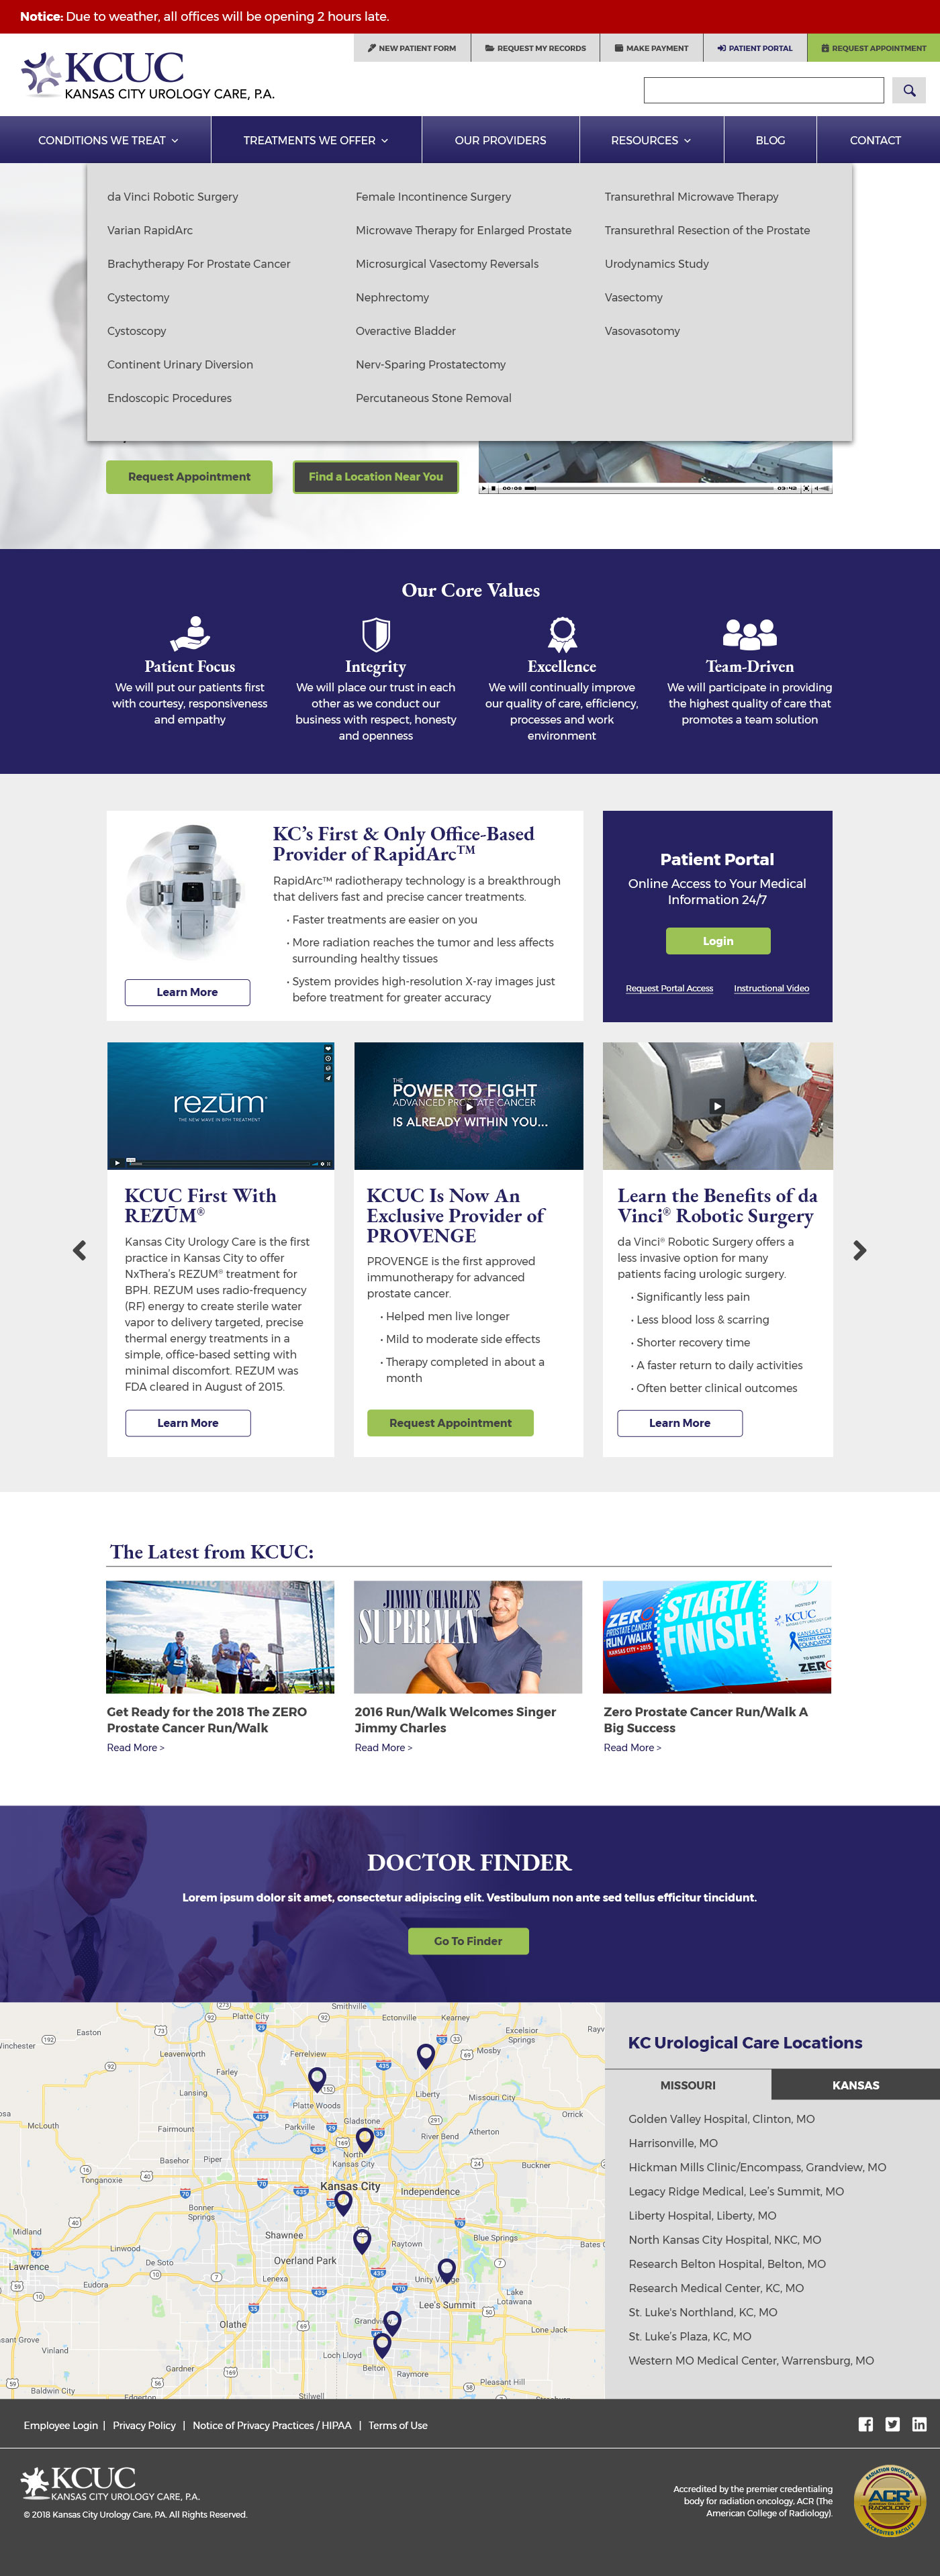 Notice: Due to weather, all offices will be opening 2 hours late.
NEW PATIENT FORM
REQUEST MY RECORDS
MAKE PAYMENT
PATIENT PORTAL
REQUEST APPOINTMENT
KCUC
KANSAS CITY UROLOGY CARE, P.A.
CONDITIONS WE TREAT
TREATMENTS WE OFFER
OUR PROVIDERS
RESOURCES
BLOG
CONTACT
da Vinci Robotic Surgery
Varian RapidArc
Brachytherapy For Prostate Cancer
Cystectomy
Cystoscopy
Continent Urinary Diversion
Endoscopic Procedures
Female Incontinence Surgery
Microwave Therapy for Enlarged Prostate
Microsurgical Vasectomy Reversals
Nephrectomy
Overactive Bladder
Nerv-Sparing Prostatectomy
Percutaneous Stone Removal
Transurethral Microwave Therapy
Transurethral Resection of the Prostate
Urodynamics Study
Vasectomy
Vasovasotomy
Request Appointment
Find a Location Near You
00:08
03:42
Our Core Values
Patient Focus
We will put our patients first
with courtesy, responsiveness
and empathy
Integrity
We will place our trust in each
other as we conduct our
business with respect, honesty
and openness
Excellence
We will continually improve
our quality of care, efficiency,
processes and work
environment
Team-Driven
We will participate in providing
the highest quality of care that
promotes a team solution
KC's First & Only Office-Based
Provider of RapidArc™
RapidArc™ radiotherapy technology is a breakthrough
that delivers fast and precise cancer treatments.
• Faster treatments are easier on you
• More radiation reaches the tumor and less affects
surrounding healthy tissues
• System provides high-resolution X-ray images just
before treatment for greater accuracy
Learn More
Patient Portal
Online Access to Your Medical
Information 24/7
Login
Request Portal Access
Instructional Video
rezūm
THE NEW WAVE IN BPH TREATMENT
KCUC First With
REZŪM®
Kansas City Urology Care is the first
practice in Kansas City to offer
NxThera's REZUM® treatment for
BPH. REZUM uses radio-frequency
(RF) energy to create sterile water
vapor to delivery targeted, precise
thermal energy treatments in a
simple, office-based setting with
minimal discomfort. REZUM was
FDA cleared in August of 2015.
Learn More
THE
POWER TO FIGHT
ADVANCED PROSTATE CANCER
IS ALREADY WITHIN YOU...
KCUC Is Now An
Exclusive Provider of
PROVENGE
PROVENGE is the first approved
immunotherapy for advanced
prostate cancer.
• Helped men live longer
• Mild to moderate side effects
• Therapy completed in about a
month
Request Appointment
Learn the Benefits of da
Vinci® Robotic Surgery
da Vinci® Robotic Surgery offers a
less invasive option for many
patients facing urologic surgery.
• Significantly less pain
• Less blood loss & scarring
• Shorter recovery time
• A faster return to daily activities
• Often better clinical outcomes
Learn More
The Latest from KCUC:
Get Ready for the 2018 The ZERO
Prostate Cancer Run/Walk
Read More >
JIMMY CHARLES
SUPERMAN
2016 Run/Walk Welcomes Singer
Jimmy Charles
Read More >
ZERO
PROSTATE CANCER
RUN/WALK
KANSAS CITY • 2015
START/
FINISH
HOSTED BY
KCUC
KANSAS CITY
PROSTATE CANCER
FOUNDATION
TO BENEFIT
ZERO
Zero Prostate Cancer Run/Walk A
Big Success
Read More >
DOCTOR FINDER
Lorem ipsum dolor sit amet, consectetur adipiscing elit. Vestibulum non ante sed tellus efficitur tincidunt.
Go To Finder
Smithville
Platte City
Ectonville
Kearney
Excelsior
Springs
Easton
Winchester
Leavenworth
Ferrelview
Mosby
Farley
Lansing
Liberty
Missouri City
Platte Woods
Orrick
McLouth
Fairmount
Parkville
Gladstone
River Bend
Atherton
Basehor
Piper
North
Kansas City
Buckner
Tonganoxie
Kansas City
Independence
Bonner
Springs
Midland
Shawnee
Raytown
Blue Springs
Linwood
De Soto
Overland Park
Lawrence
Lenexa
Unity Village
Eudora
Lake
Lotawana
Lee's Summit
Olathe
Grandview
Lone Jack
Vinland
Loch Lloyd
Belton
Gardner
Raymore
Pleasant Hill
Baldwin City
Edgerton
Stilwell
KC Urological Care Locations
MISSOURI
KANSAS
Golden Valley Hospital, Clinton, MO
Harrisonville, MO
Hickman Mills Clinic/Encompass, Grandview, MO
Legacy Ridge Medical, Lee's Summit, MO
Liberty Hospital, Liberty, MO
North Kansas City Hospital, NKC, MO
Research Belton Hospital, Belton, MO
Research Medical Center, KC, MO
St. Luke's Northland, KC, MO
St. Luke's Plaza, KC, MO
Western MO Medical Center, Warrensburg, MO
Employee Login | Privacy Policy | Notice of Privacy Practices / HIPAA | Terms of Use
KCUC
KANSAS CITY UROLOGY CARE, P.A.
© 2018 Kansas City Urology Care, PA. All Rights Reserved.
Accredited by the premier credentialing
body for radiation oncology, ACR (The
American College of Radiology).
RADIATION ONCOLOGY
ACR
AMERICAN COLLEGE OF
RADIOLOGY
ACCREDITED FACILITY